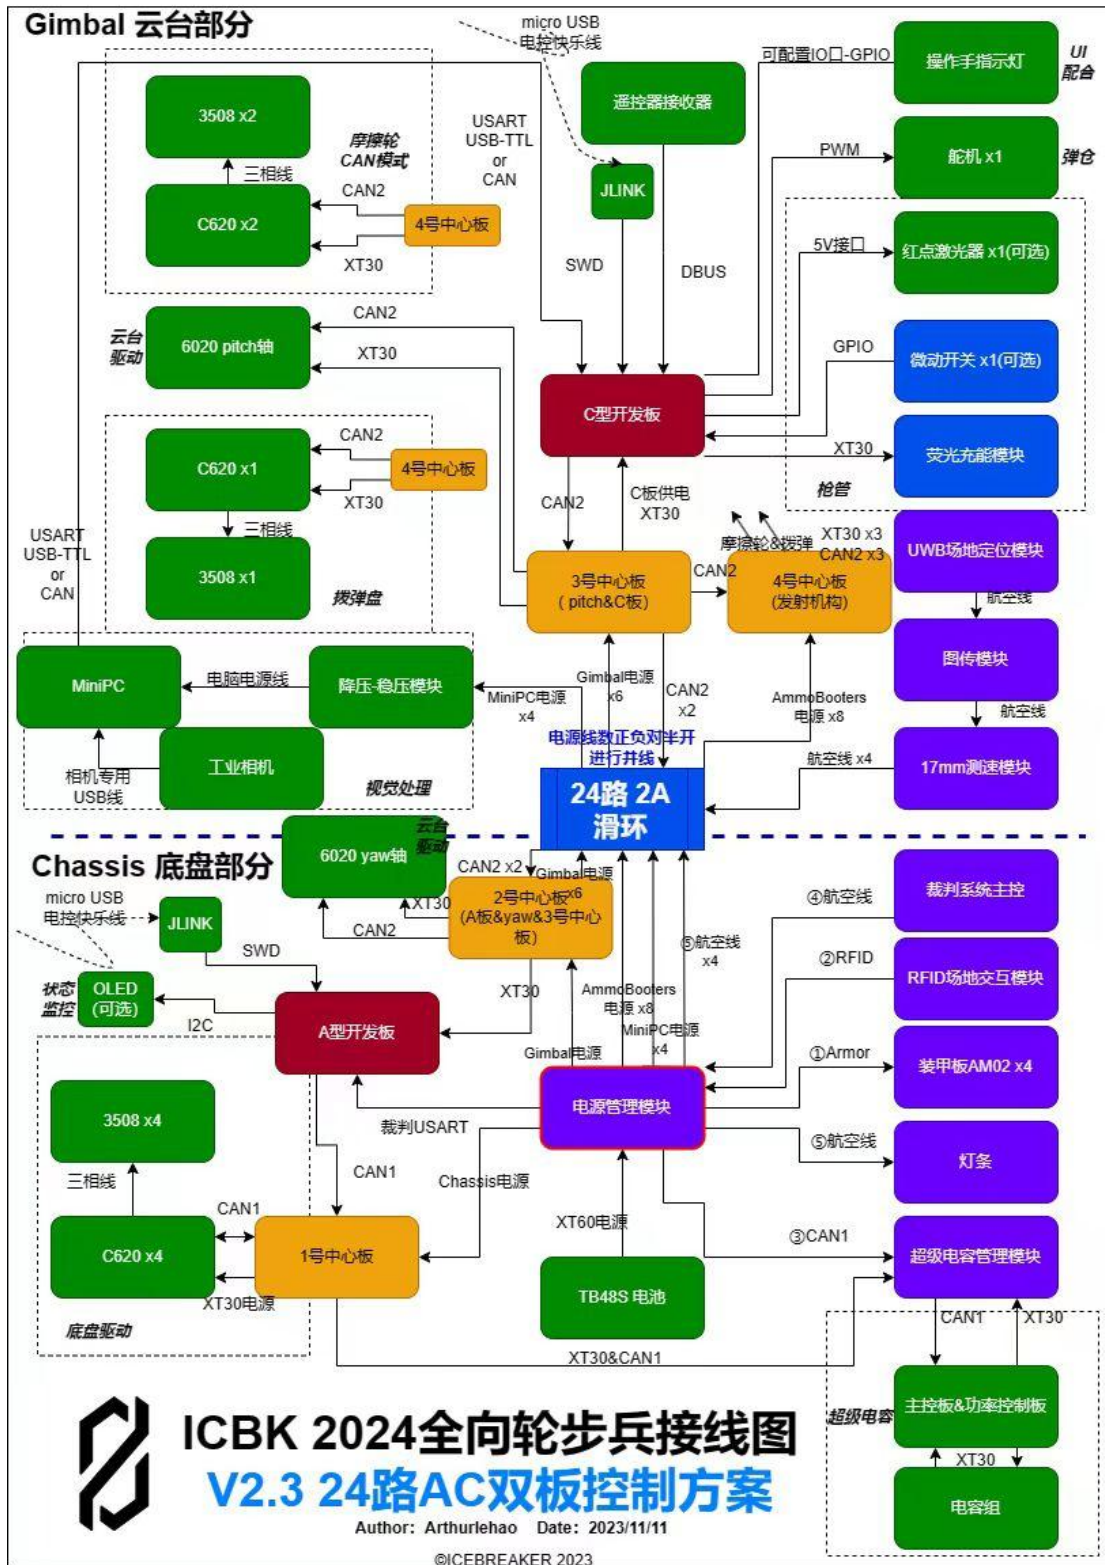 Gimbal 云台部分
micro USB
电控快乐线
可配置IO口-GPIO
操作手指示灯
UI
配合
3508 x2
摩擦轮
CAN模式
三相线
CAN2
C620 x2
4号中心板
XT30
USART
USB-TTL
or
CAN
遥控器接收器
JLINK
SWD
DBUS
PWM
舵机 x1
弹仓
5V接口
红点激光器 x1(可选)
GPIO
微动开关 x1(可选)
XT30
荧光充能模块
枪管
云台
驱动
6020 pitch轴
CAN2
XT30
C型开发板
C620 x1
CAN2
4号中心板
XT30
三相线
3508 x1
拨弹盘
USART
USB-TTL
or
CAN
CAN2
C板供电
XT30
摩擦轮&拨弹
XT30 x3
CAN2 x3
3号中心板
( pitch&C板)
CAN2
4号中心板
(发射机构)
UWB场地定位模块
航空线
图传模块
航空线
17mm测速模块
航空线 x4
MiniPC
电脑电源线
降压-稳压模块
MiniPC电源
x4
Gimbal电源
x6
CAN2
x2
AmmoBooters
电源 x8
相机专用
USB线
工业相机
视觉处理
电源线数正负对半开
进行并线
24路 2A
滑环
Chassis 底盘部分
6020 yaw轴
云台
驱动
CAN2 x2
Gimbal电源
x6
2号中心板
(A板&yaw&3号中心
板)
XT30
CAN2
micro USB
电控快乐线
JLINK
SWD
状态
监控
OLED
(可选)
I2C
A型开发板
XT30
Gimbal电源
AmmoBooters
电源 x8
MiniPC电源
x4
⑤航空线
x4
④航空线
裁判系统主控
②RFID
RFID场地交互模块
①Armor
装甲板AM02 x4
电源管理模块
⑤航空线
灯条
裁判USART
Chassis电源
CAN1
3508 x4
三相线
CAN1
C620 x4
XT30电源
1号中心板
底盘驱动
XT60电源
TB48S 电池
③CAN1
超级电容管理模块
XT30&CAN1
CAN1
XT30
超级电容
主控板&功率控制板
XT30
电容组
ICBK 2024全向轮步兵接线图
V2.3 24路AC双板控制方案
Author: Arthurlehao Date: 2023/11/11
©ICEBREAKER 2023